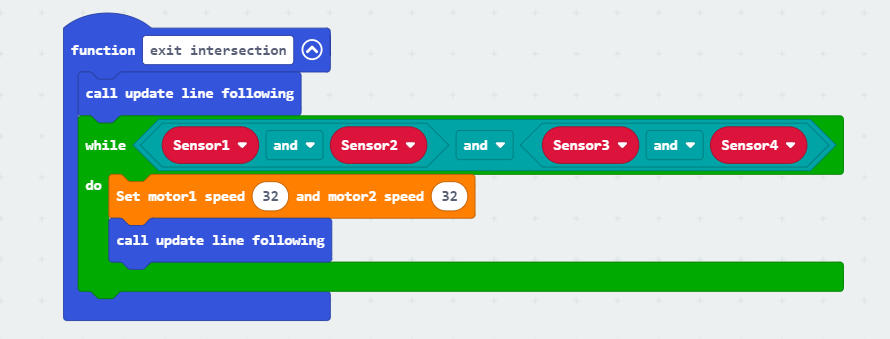 function exit intersection
call update line following
while Sensor1 and Sensor2 and Sensor3 and Sensor4
do
Set motor1 speed 32 and motor2 speed 32
call update line following